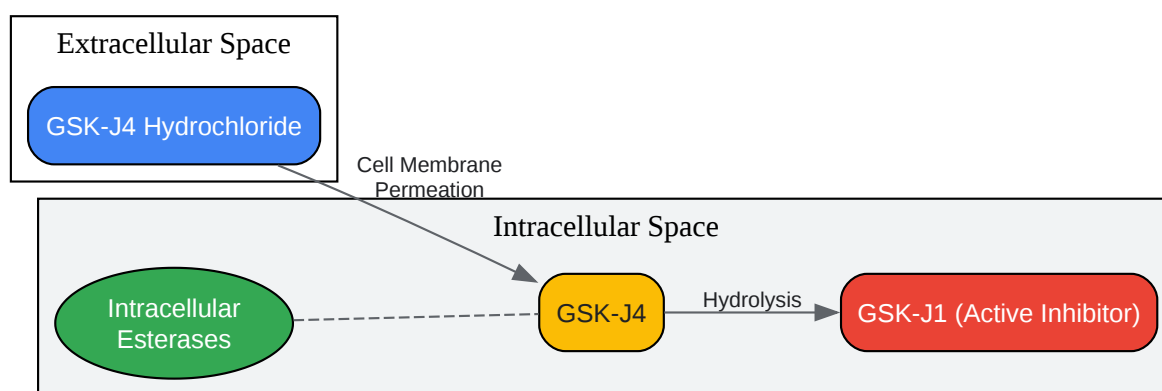 Extracellular Space
GSK-J4 Hydrochloride
Cell Membrane
Permeation
Intracellular Space
Intracellular
Esterases
GSK-J4
Hydrolysis
GSK-J1 (Active Inhibitor)